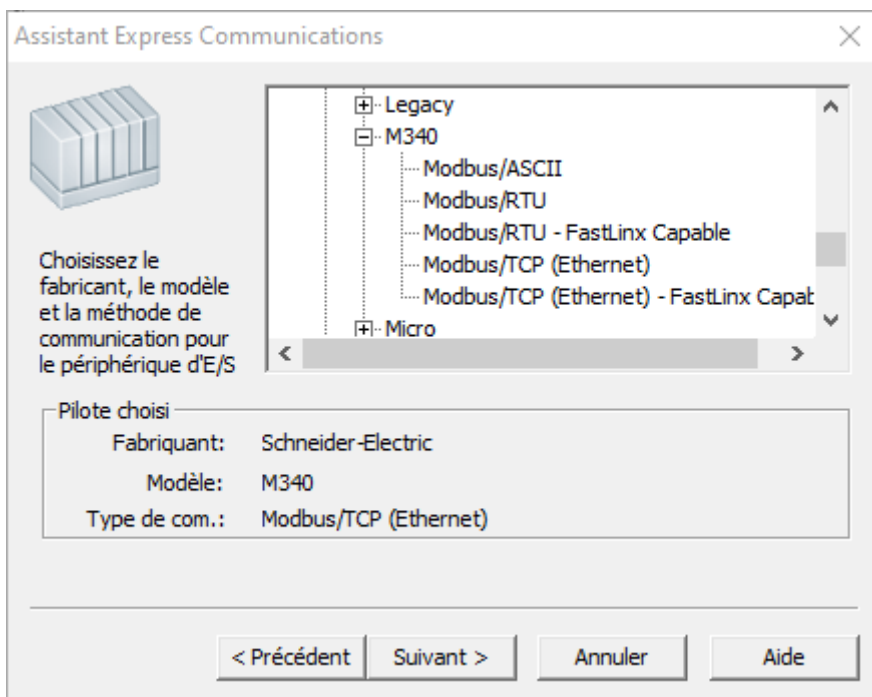 Assistant Express Communications
Legacy
M340
Modbus/ASCII
Modbus/RTU
Modbus/RTU - FastLinx Capable
Modbus/TCP (Ethernet)
Modbus/TCP (Ethernet) - FastLinx Capab
Micro
Choisissez le
fabricant, le modèle
et la méthode de
communication pour
le périphérique d'E/S
Pilote choisi
Fabriquant: Schneider-Electric
Modèle: M340
Type de com.: Modbus/TCP (Ethernet)
< Précédent Suivant > Annuler Aide